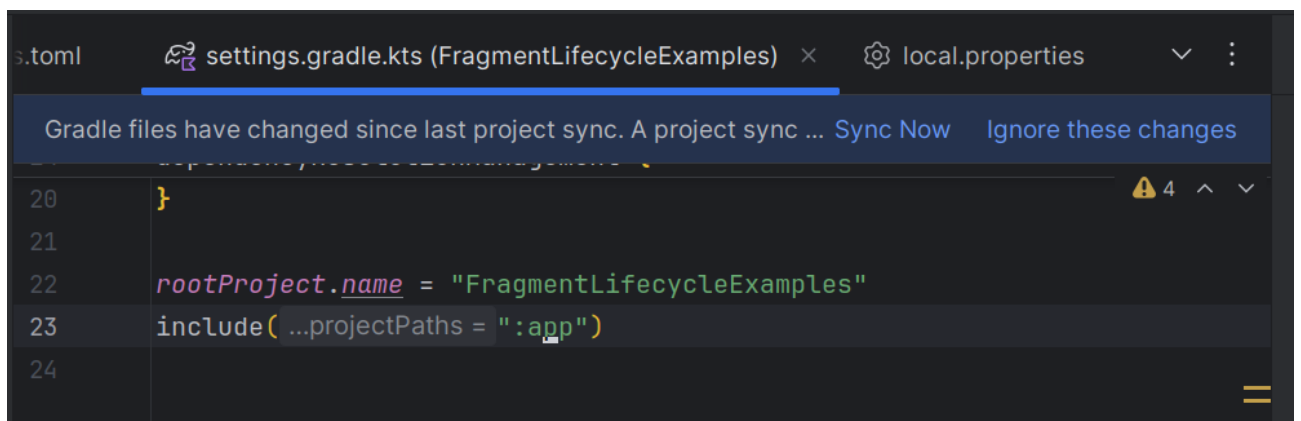 s.toml settings.gradle.kts (FragmentLifecycleExamples) local.properties
Gradle files have changed since last project sync. A project sync ... Sync Now Ignore these changes
20 }
4
21
22 rootProject.name = "FragmentLifecycleExamples"
23 include( ...projectPaths = ":app")
24